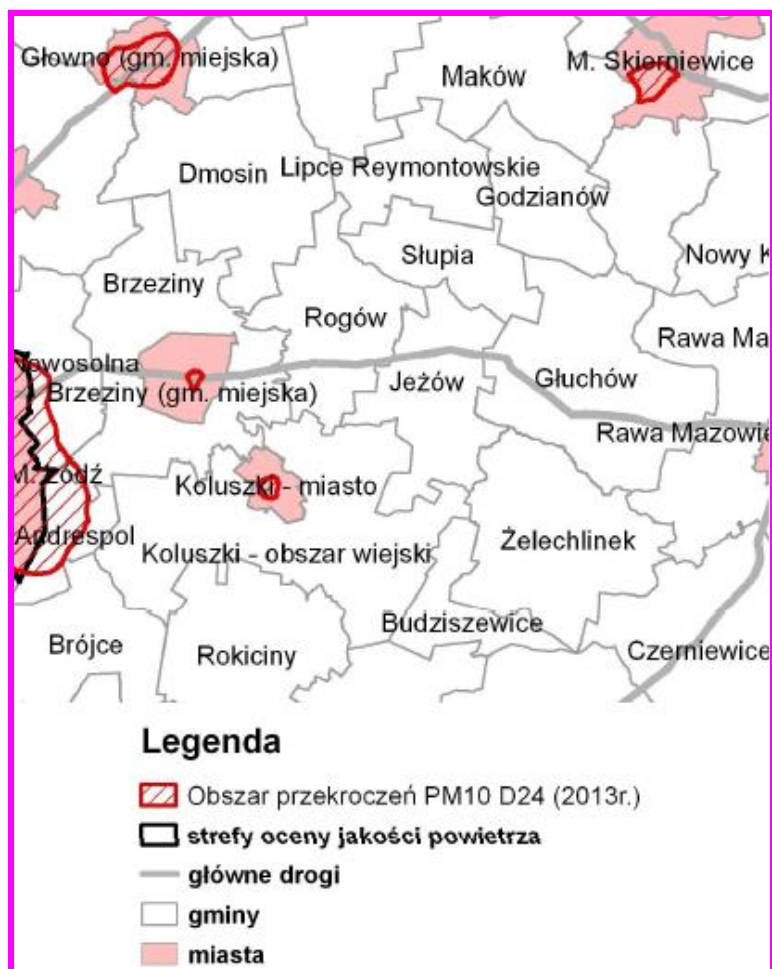 Głowno (gm. miejska)
M. Skierniewice
Maków
Dmosin
Lipce Reymontowskie
Godzianów
Słupia
Nowy K
Brzeziny
Rogów
Rawa Ma
Nowosolna
Jeżów
Głuchów
Brzeziny (gm. miejska)
Rawa Mazowie
M. Łódź
Koluszki - miasto
Andrespol
Żelechlinek
Koluszki - obszar wiejski
Budziszewice
Brójce
Rokiciny
Czerniewice
Legenda
Obszar przekroczeń PM10 D24 (2013r.)
strefy oceny jakości powietrza
główne drogi
gminy
miasta